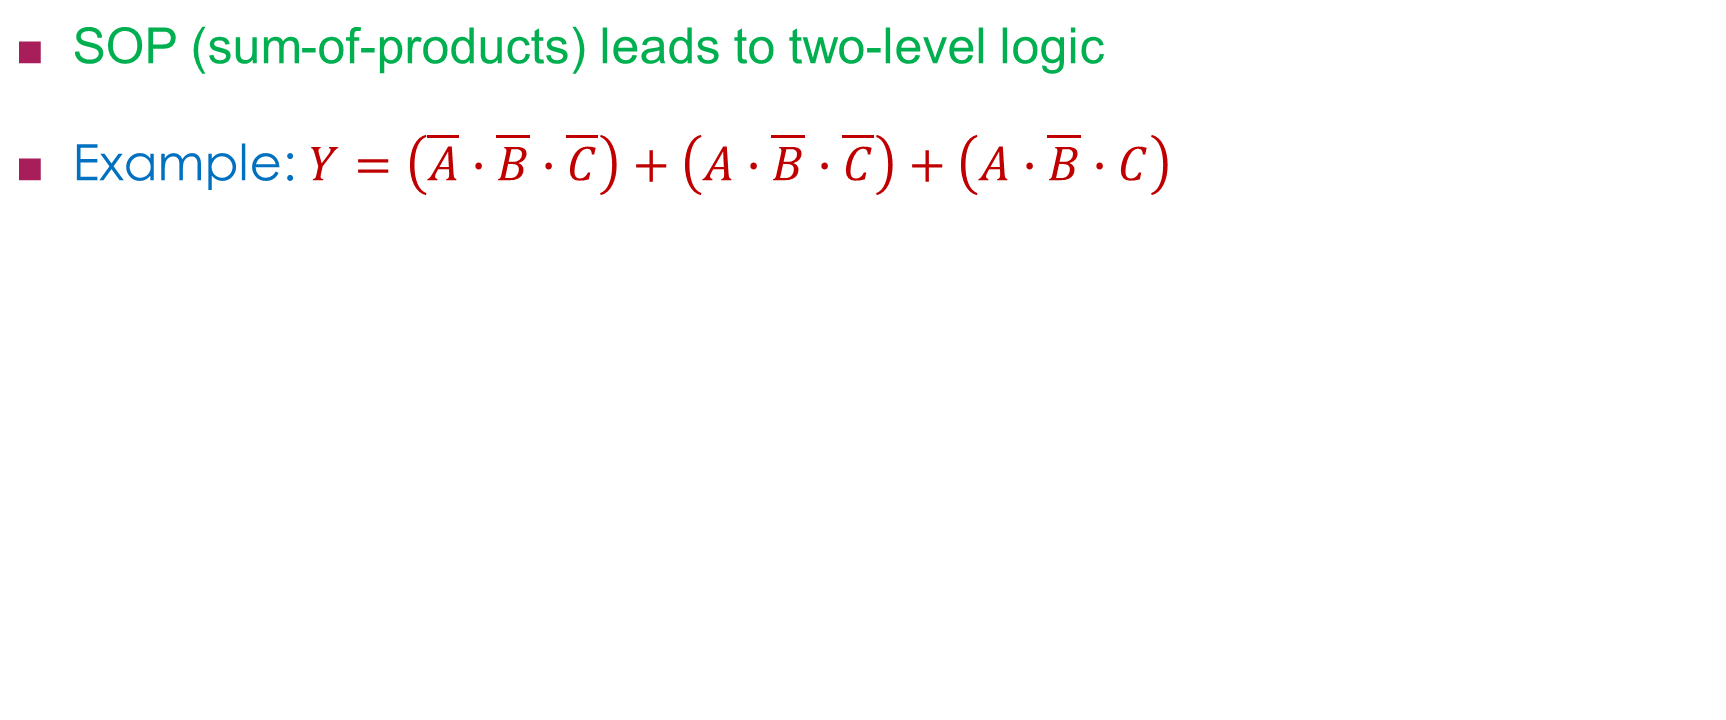 ■ SOP (sum-of-products) leads to two-level logic
■ Example: 𝑌 = (A̅ · B̅ · C̅) + (A · B̅ · C̅) + (A · B̅ · C)